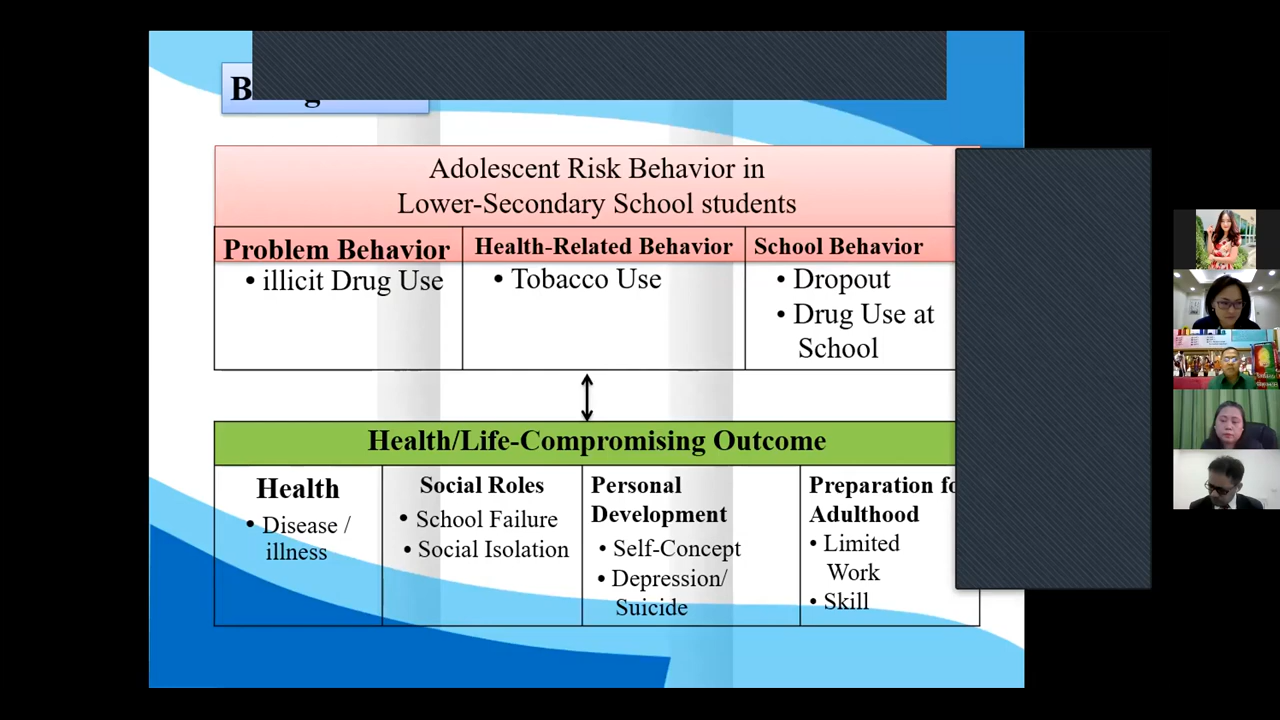 Adolescent Risk Behavior in
Lower-Secondary School students
Problem Behavior
Health-Related Behavior
School Behavior
• illicit Drug Use
• Tobacco Use
• Dropout
• Drug Use at
School
Health/Life-Compromising Outcome
Health
• Disease /
illness
Social Roles
• School Failure
• Social Isolation
Personal
Development
• Self-Concept
• Depression/
Suicide
Preparation
Adulthood
• Limited
Work
• Skill